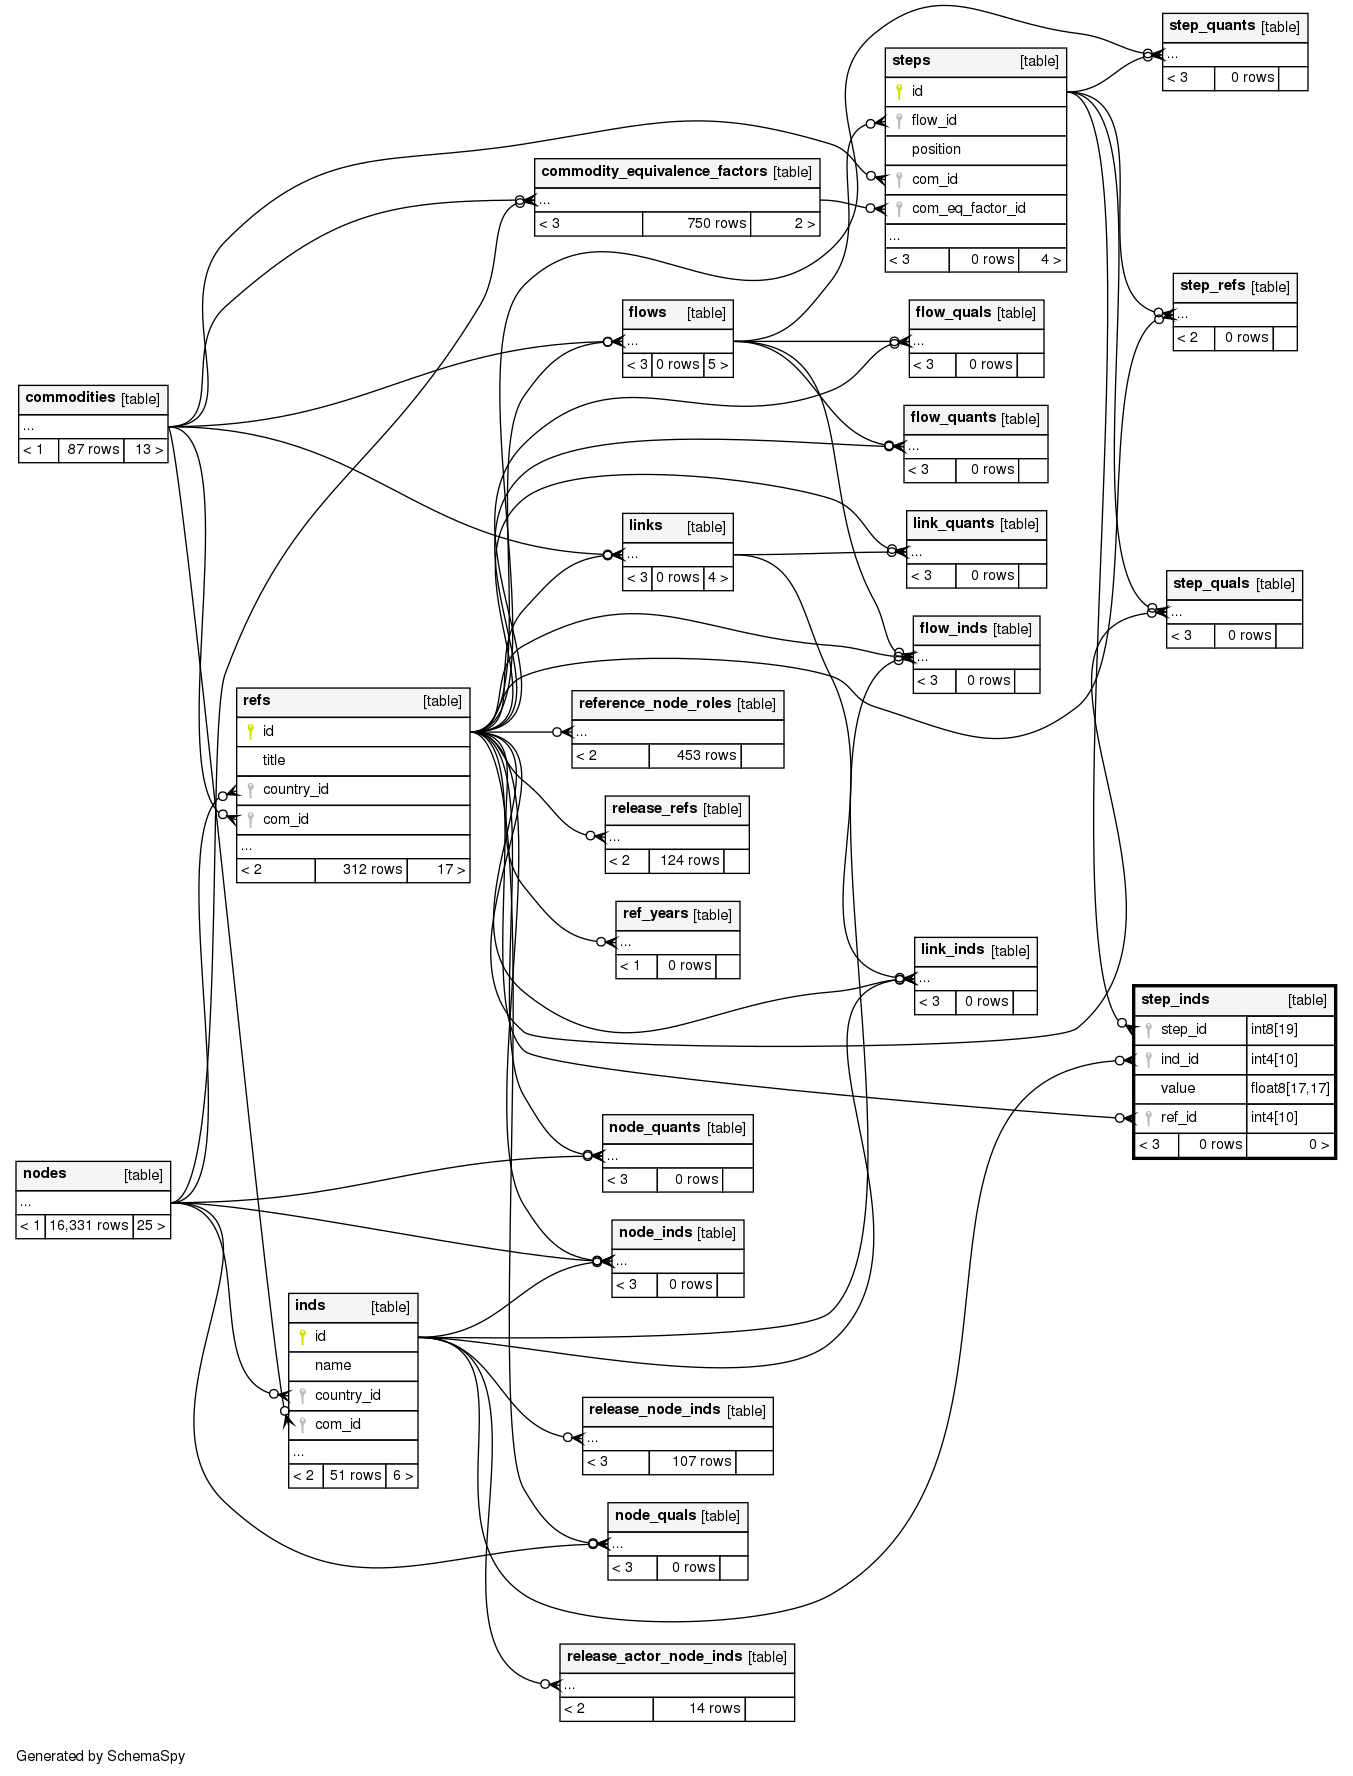 step_quants [table]
...
< 3 0 rows
steps [table]
id
flow_id
position
com_id
com_eq_factor_id
...
< 3 0 rows 4 >
commodity_equivalence_factors [table]
...
< 3 750 rows 2 >
step_refs [table]
...
< 2 0 rows
flows [table]
...
< 3 0 rows 5 >
flow_quals [table]
...
< 3 0 rows
commodities [table]
...
< 1 87 rows 13 >
flow_quants [table]
...
< 3 0 rows
links [table]
...
< 3 0 rows 4 >
link_quants [table]
...
< 3 0 rows
step_quals [table]
...
< 3 0 rows
flow_inds [table]
...
< 3 0 rows
refs [table]
id
title
country_id
com_id
...
< 2 312 rows 17 >
reference_node_roles [table]
...
< 2 453 rows
release_refs [table]
...
< 2 124 rows
ref_years [table]
...
< 1 0 rows
link_inds [table]
...
< 3 0 rows
step_inds [table]
step_id int8[19]
ind_id int4[10]
value float8[17,17]
ref_id int4[10]
< 3 0 rows 0 >
node_quants [table]
...
< 3 0 rows
nodes [table]
...
< 1 16,331 rows 25 >
node_inds [table]
...
< 3 0 rows
inds [table]
id
name
country_id
com_id
...
< 2 51 rows 6 >
release_node_inds [table]
...
< 3 107 rows
node_quals [table]
...
< 3 0 rows
release_actor_node_inds [table]
...
< 2 14 rows
Generated by SchemaSpy